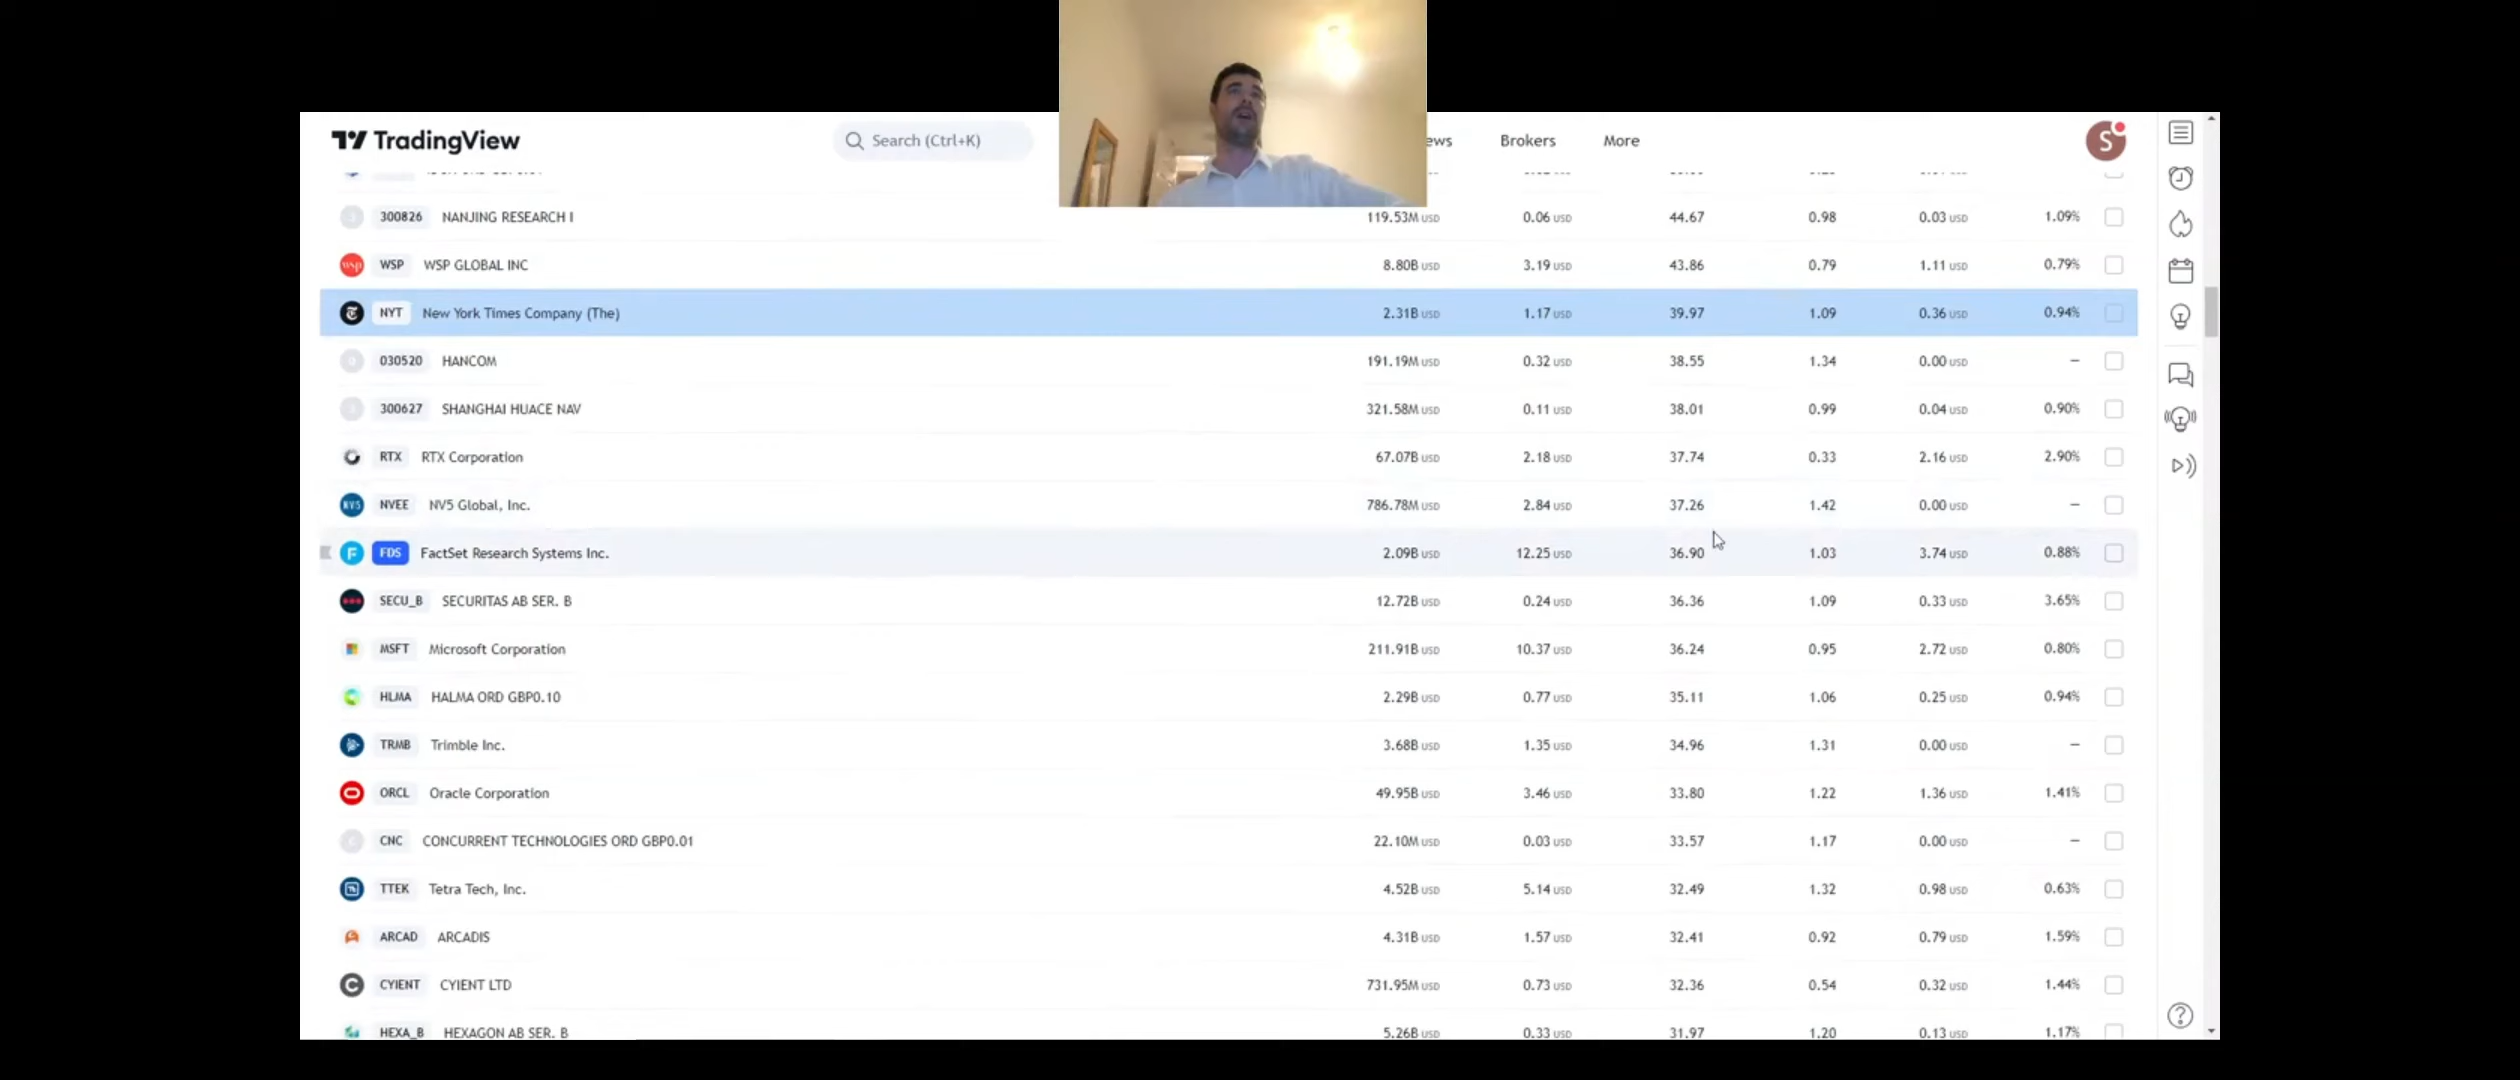 TradingView
Search (Ctrl+K)
Brokers
More
S
300826 NANJING RESEARCH I 119.53M USD 0.06 USD 44.67 0.98 0.03 USD 1.09%
wsp WSP WSP GLOBAL INC 8.80B USD 3.19 USD 43.86 0.79 1.11 USD 0.79%
NYT New York Times Company (The) 2.31B USD 1.17 USD 39.97 1.09 0.36 USD 0.94%
030520 HANCOM 191.19M USD 0.32 USD 38.55 1.34 0.00 USD –
300627 SHANGHAI HUACE NAV 321.58M USD 0.11 USD 38.01 0.99 0.04 USD 0.90%
RTX RTX Corporation 67.07B USD 2.18 USD 37.74 0.33 2.16 USD 2.90%
NV5 NVEE NV5 Global, Inc. 786.78M USD 2.84 USD 37.26 1.42 0.00 USD –
F FDS FactSet Research Systems Inc. 2.09B USD 12.25 USD 36.90 1.03 3.74 USD 0.88%
SECU_B SECURITAS AB SER. B 12.72B USD 0.24 USD 36.36 1.09 0.33 USD 3.65%
MSFT Microsoft Corporation 211.91B USD 10.37 USD 36.24 0.95 2.72 USD 0.80%
HLMA HALMA ORD GBP0.10 2.29B USD 0.77 USD 35.11 1.06 0.25 USD 0.94%
TRMB Trimble Inc. 3.68B USD 1.35 USD 34.96 1.31 0.00 USD –
ORCL Oracle Corporation 49.95B USD 3.46 USD 33.80 1.22 1.36 USD 1.41%
CNC CONCURRENT TECHNOLOGIES ORD GBP0.01 22.10M USD 0.03 USD 33.57 1.17 0.00 USD –
TTEK Tetra Tech, Inc. 4.52B USD 5.14 USD 32.49 1.32 0.98 USD 0.63%
ARCAD ARCADIS 4.31B USD 1.57 USD 32.41 0.92 0.79 USD 1.59%
C CYIENT CYIENT LTD 731.95M USD 0.73 USD 32.36 0.54 0.32 USD 1.44%
HEXA_B HEXAGON AB SER. B 5.26B USD 0.33 USD 31.97 1.20 0.13 USD 1.17%